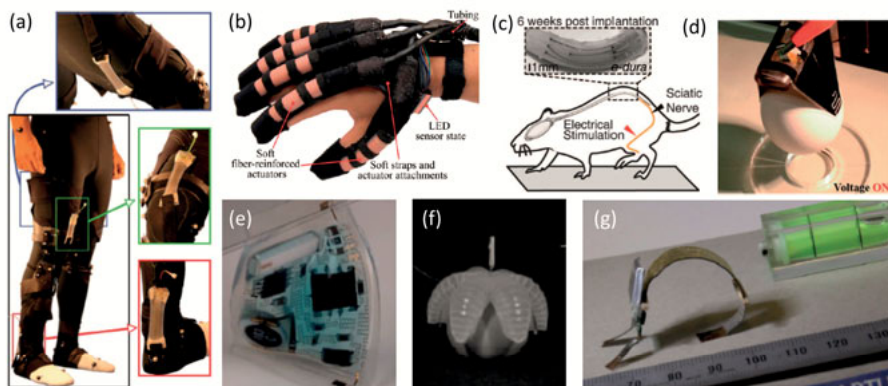 (a)
(b)
Tubing
LED
sensor state
Soft
fiber-reinforced
actuators
Soft straps and
actuator attachments
(c)
6 weeks post implantation
1mm
e-dura
Sciatic
Nerve
Electrical
Stimulation
(d)
Voltage ON
(e)
(f)
(g)
70
80
90
100
110
120
130